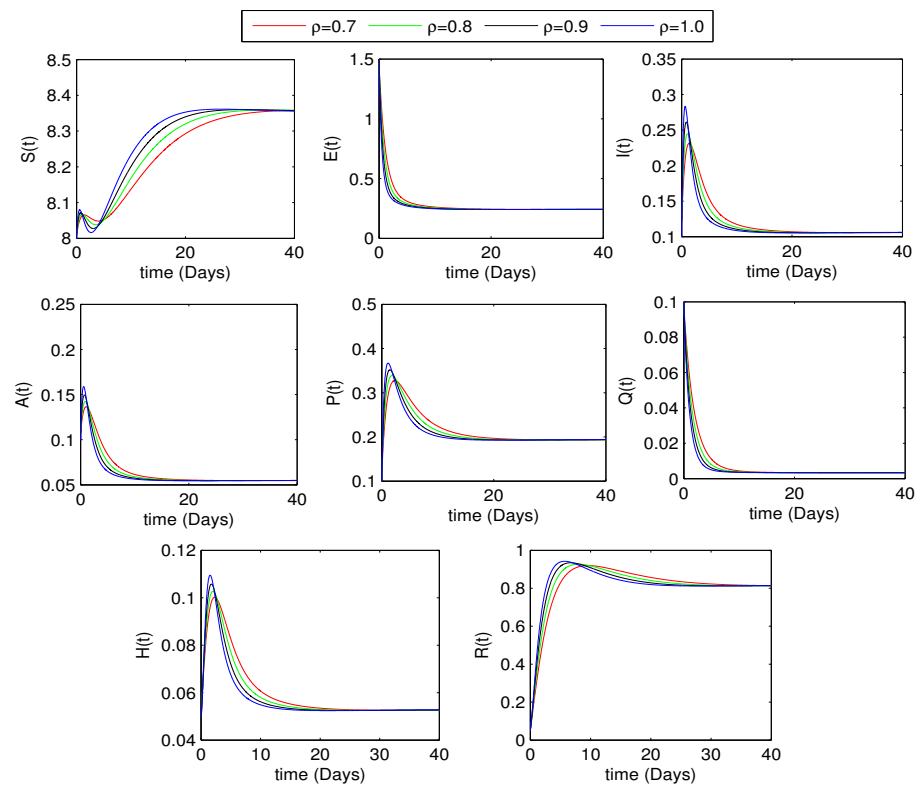 ρ=0.7 ρ=0.8 ρ=0.9 ρ=1.0
8.5
8.4
8.3
8.2
8.1
8
0 20 40
S(t)
time (Days)
1.5
1
0.5
0
0 20 40
E(t)
time (Days)
0.35
0.3
0.25
0.2
0.15
0.1
0 20 40
I(t)
time (Days)
0.25
0.2
0.15
0.1
0.05
0 20 40
A(t)
time (Days)
0.5
0.4
0.3
0.2
0.1
0 20 40
P(t)
time (Days)
0.1
0.08
0.06
0.04
0.02
0
0 20 40
Q(t)
time (Days)
0.12
0.1
0.08
0.06
0.04
0 10 20 30 40
H(t)
time (Days)
1
0.8
0.6
0.4
0.2
0
0 10 20 30 40
R(t)
time (Days)